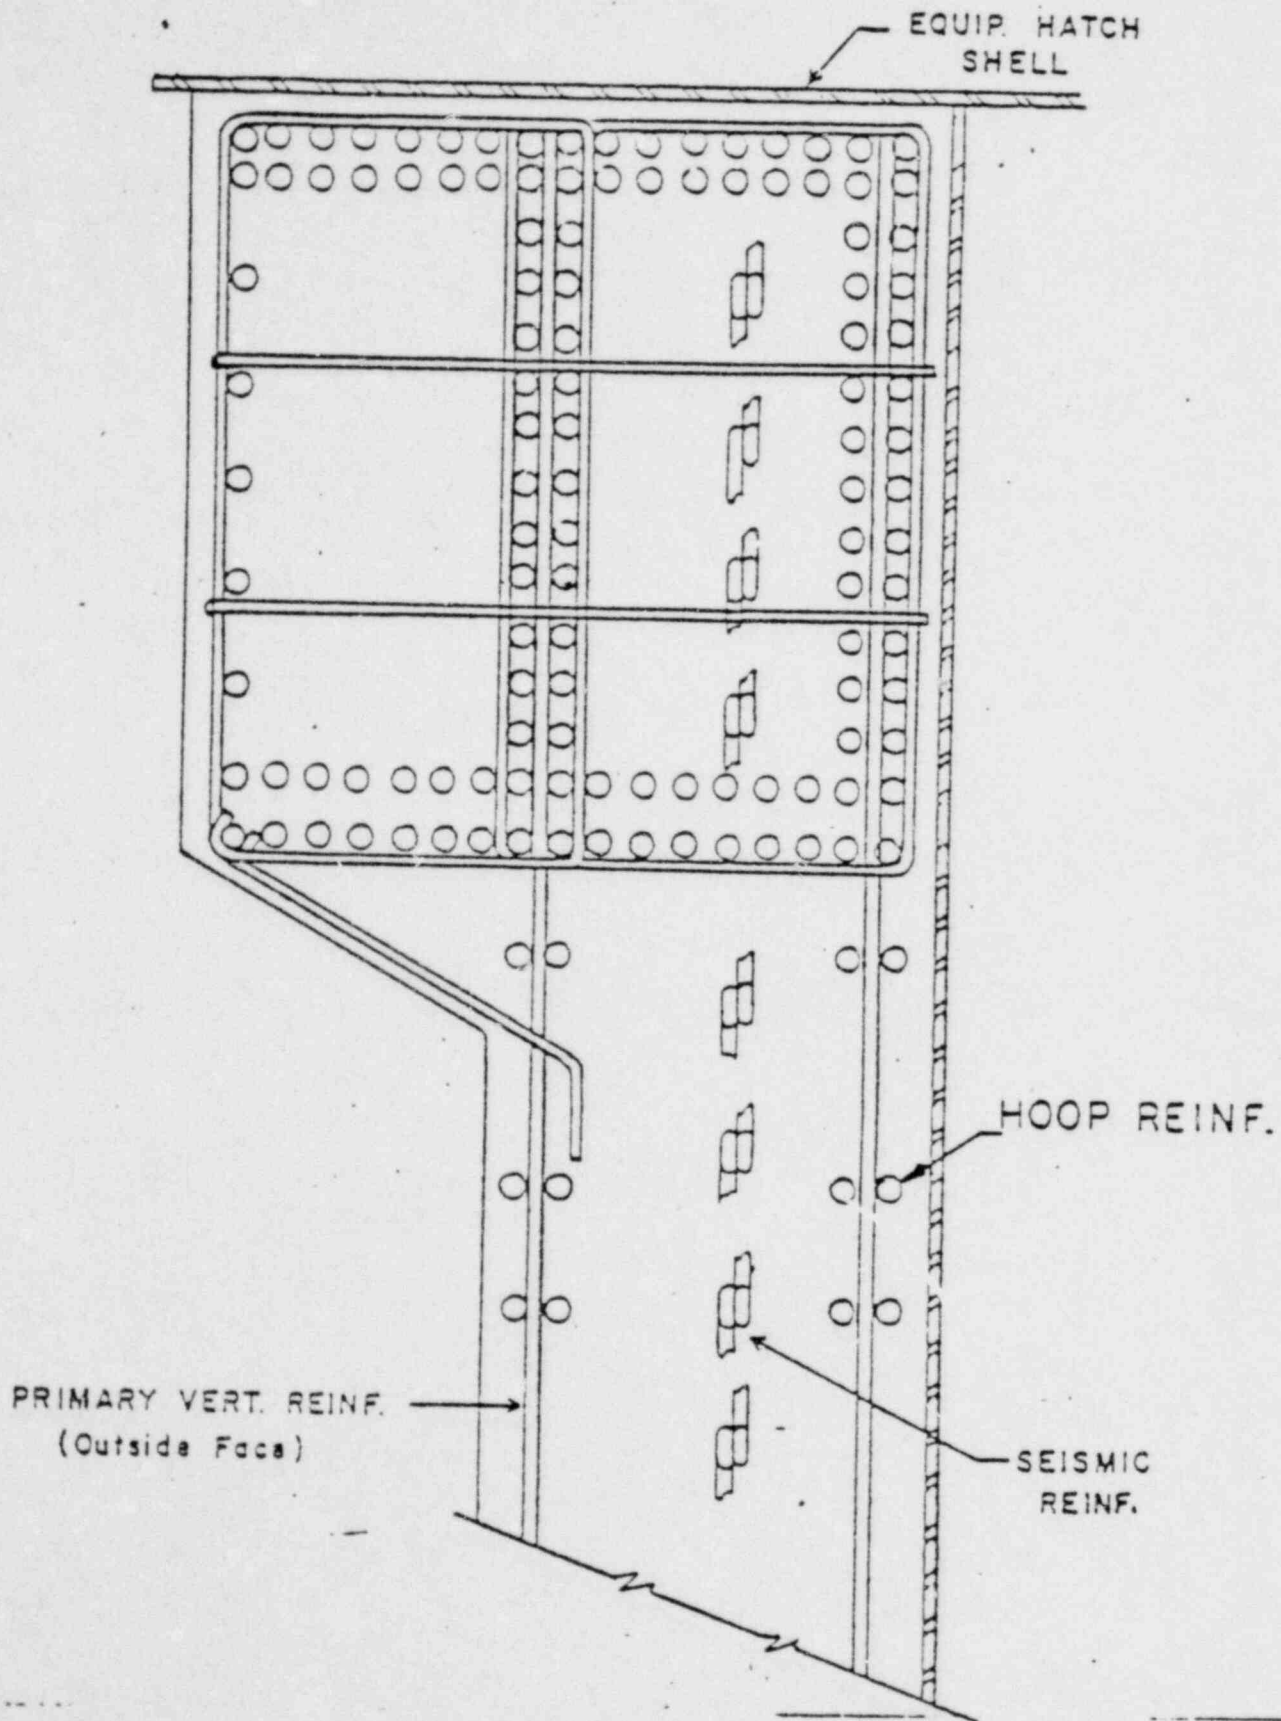 EQUIP. HATCH
SHELL
HOOP REINF.
PRIMARY VERT. REINF.
(Outside Face)
SEISMIC
REINF.